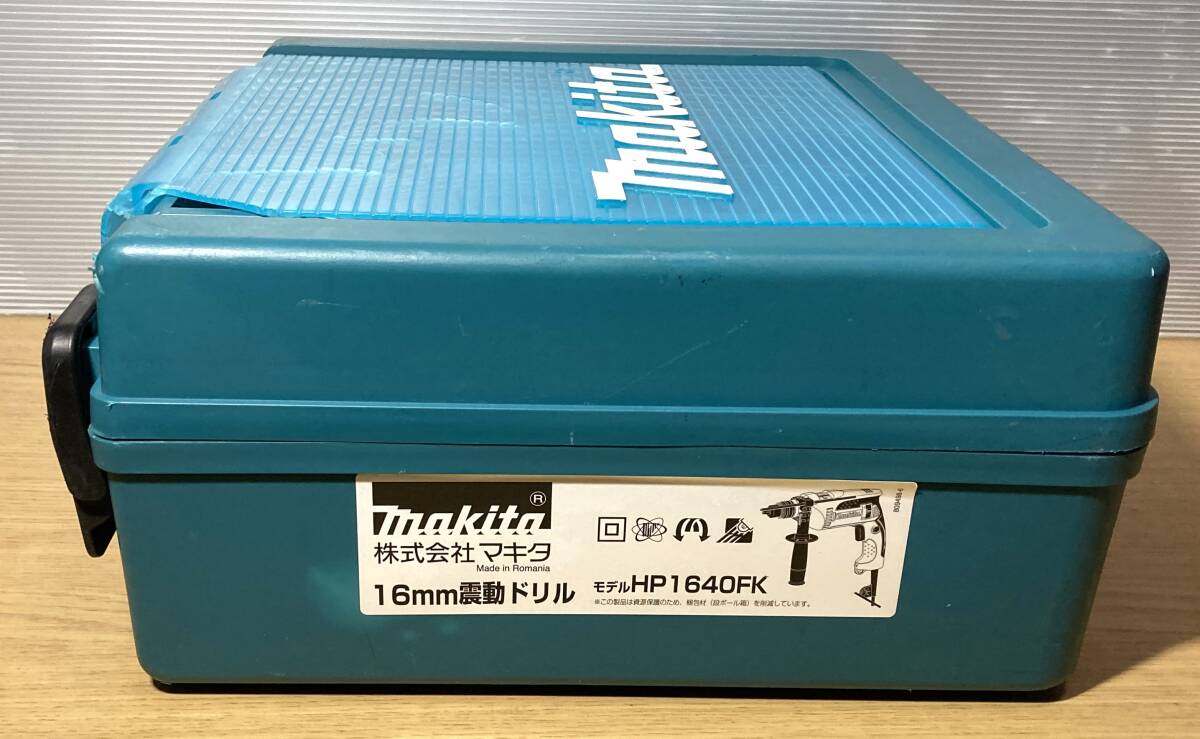 makita
makita ®
株式会社 マキタ
Made in Romania
16mm震動ドリル
モデルHP1640FK
※この製品は資源保護のため、梱包材（段ボール箱）を削減しています。